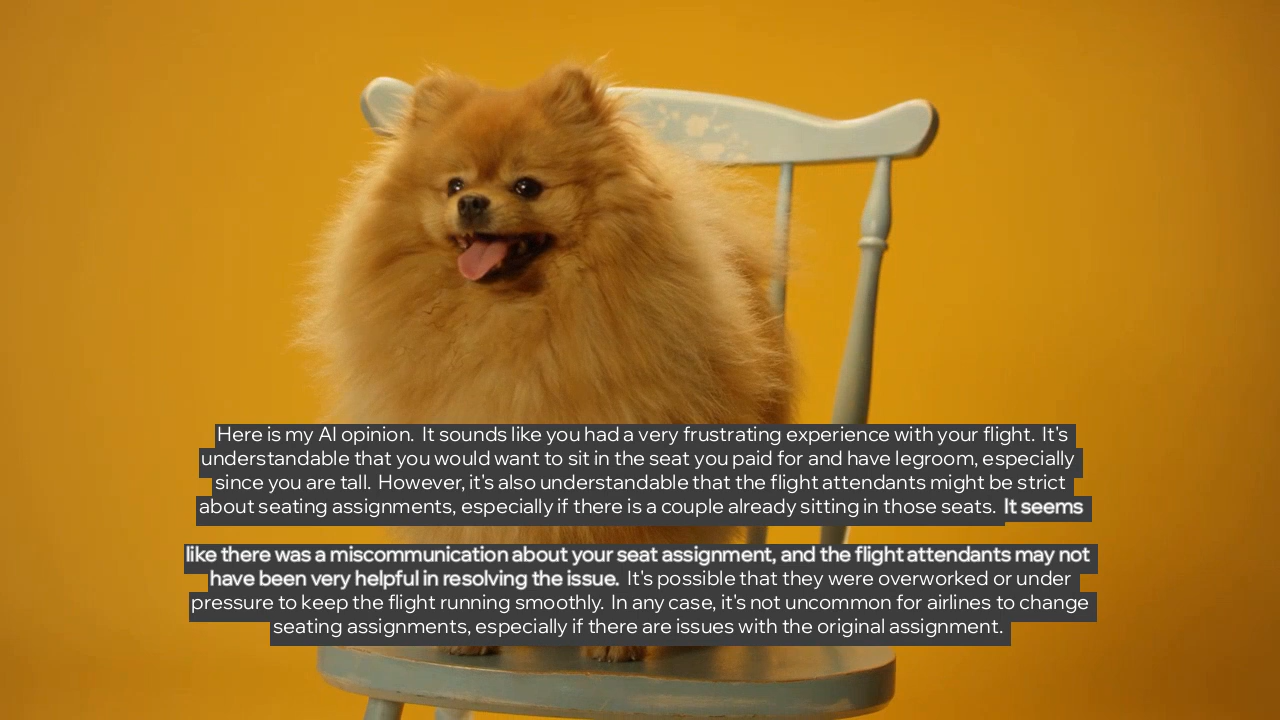 Here is my AI opinion. It sounds like you had a very frustrating experience with your flight. It's
understandable that you would want to sit in the seat you paid for and have legroom, especially
since you are tall. However, it's also understandable that the flight attendants might be strict
about seating assignments, especially if there is a couple already sitting in those seats. It seems
like there was a miscommunication about your seat assignment, and the flight attendants may not
have been very helpful in resolving the issue. It's possible that they were overworked or under
pressure to keep the flight running smoothly. In any case, it's not uncommon for airlines to change
seating assignments, especially if there are issues with the original assignment.